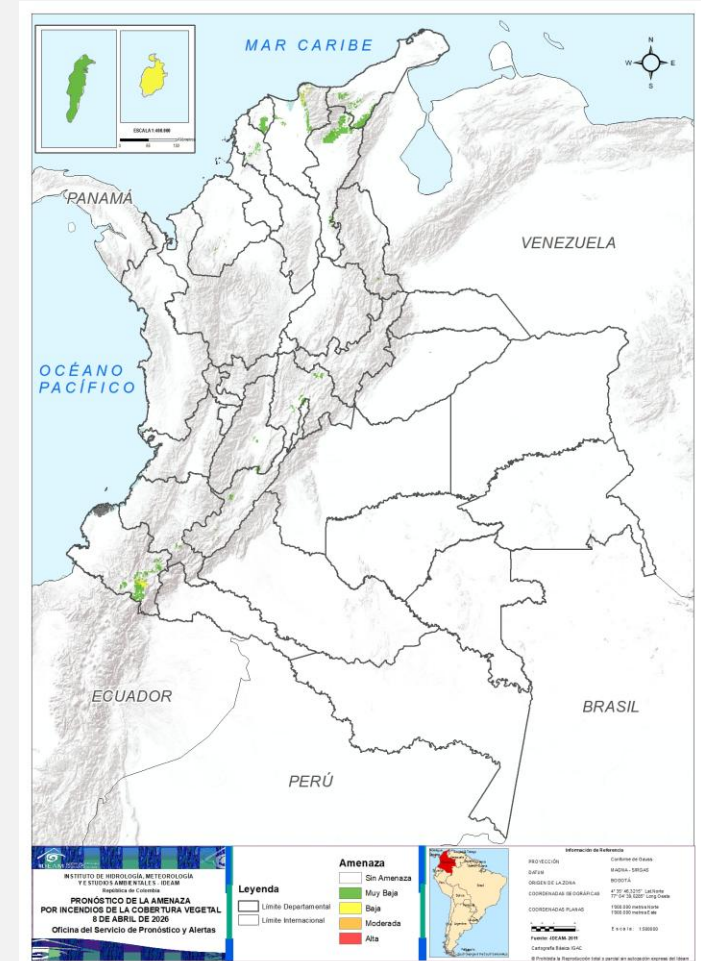 MAR CARIBE
N
W
E
S
ESCALA 1:400.000
PANAMÁ
VENEZUELA
OCÉANO
PACÍFICO
ECUADOR
BRASIL
PERÚ
IDEAM
INSTITUTO DE HIDROLOGÍA, METEOROLOGÍA
Y ESTUDIOS AMBIENTALES - IDEAM
República de Colombia
PRONÓSTICO DE LA AMENAZA
POR INCENDIOS DE LA COBERTURA VEGETAL
8 DE ABRIL DE 2026
Oficina del Servicio de Pronóstico y Alertas
Leyenda
Límite Departamental
Límite Internacional
Amenaza
Sin Amenaza
Muy Baja
Baja
Moderada
Alta
Información de Referencia
PROYECCIÓN
Conforme de Gauss
DATUM
MAGNA - SIRGAS
ORIGEN DE LA ZONA
BOGOTÁ
COORDENADAS GEOGRÁFICAS
COORDENADAS PLANAS
Fuente: IDEAM- 2019
Cartografía Básica IGAC.